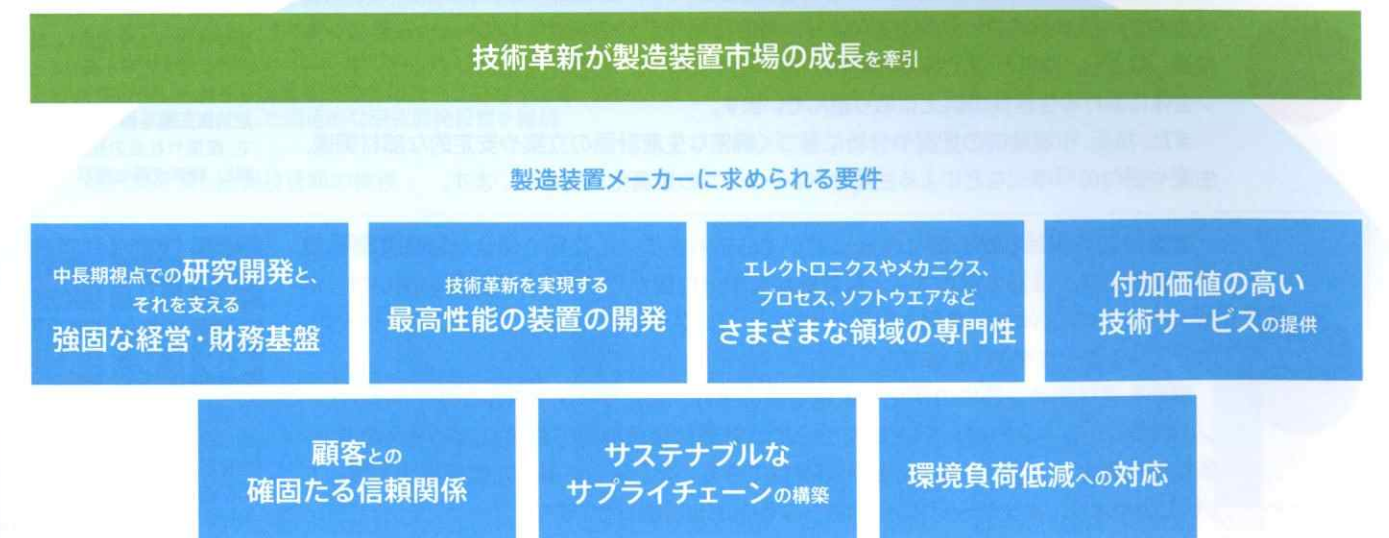 技術革新が製造装置市場の成長を牽引
製造装置メーカーに求められる要件
中長期視点での研究開発と、
それを支える
強固な経営・財務基盤
技術革新を実現する
最高性能の装置の開発
エレクトロニクスやメカニクス、
プロセス、ソフトウエアなど
さまざまな領域の専門性
付加価値の高い
技術サービスの提供
顧客との
確固たる信頼関係
サステナブルな
サプライチェーンの構築
環境負荷低減への対応